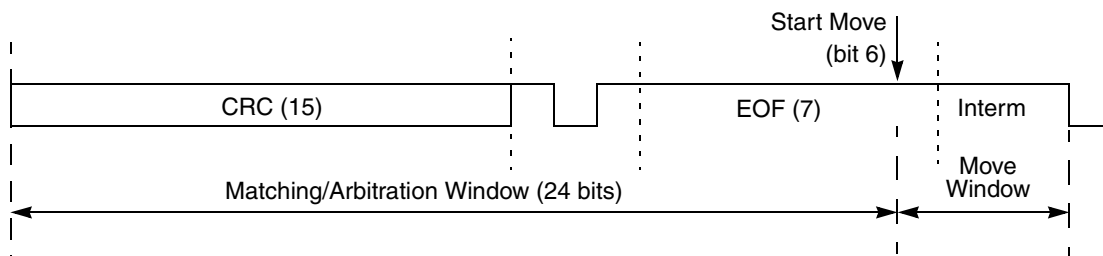 Start Move
(bit 6)
CRC (15)
EOF (7)
Interm
Matching/Arbitration Window (24 bits)
Move
Window